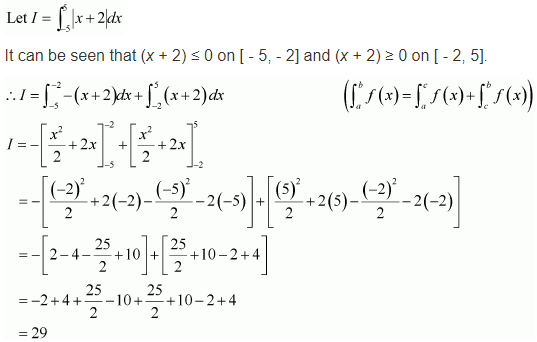 Let I = ∫_{-5}^{5} |x + 2| dx
It can be seen that (x + 2) ≤ 0 on [ - 5, - 2] and (x + 2) ≥ 0 on [ - 2, 5].
∴ I = ∫_{-5}^{-2} -(x+2)dx + ∫_{-2}^{5} (x+2)dx (∫_a^b f(x) = ∫_a^c f(x) + ∫_c^b f(x))
I = -[x²/2 + 2x]_{-5}^{-2} + [x²/2 + 2x]_{-2}^{5}
= -[(-2)²/2 + 2(-2) - (-5)²/2 - 2(-5)] + [(5)²/2 + 2(5) - (-2)²/2 - 2(-2)]
= -[2 - 4 - 25/2 + 10] + [25/2 + 10 - 2 + 4]
= -2 + 4 + 25/2 - 10 + 25/2 + 10 - 2 + 4
= 29